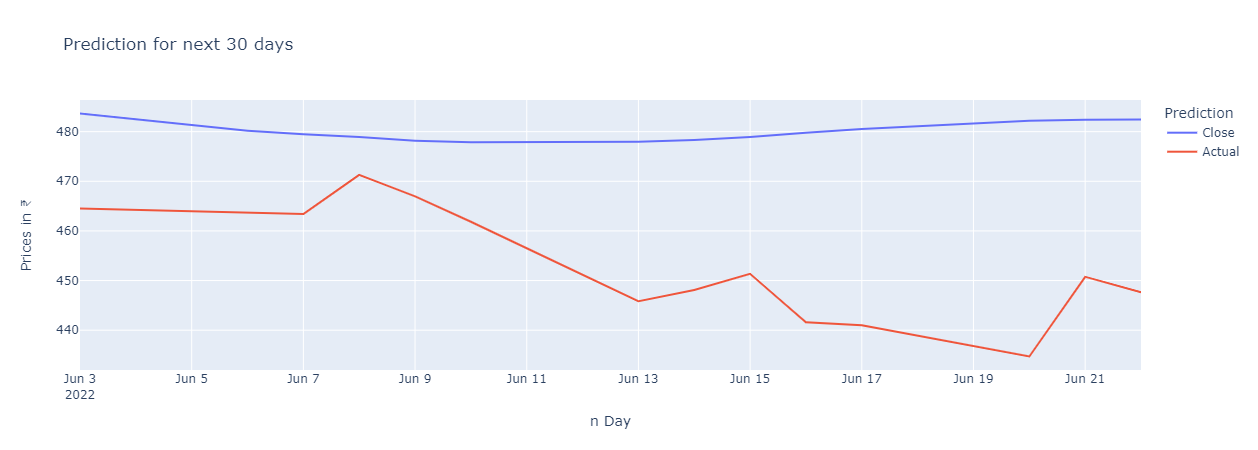 Prediction for next 30 days
Prediction
Close
Actual
Prices in ₹
480
470
460
450
440
Jun 3
2022
Jun 5
Jun 7
Jun 9
Jun 11
Jun 13
Jun 15
Jun 17
Jun 19
Jun 21
n Day